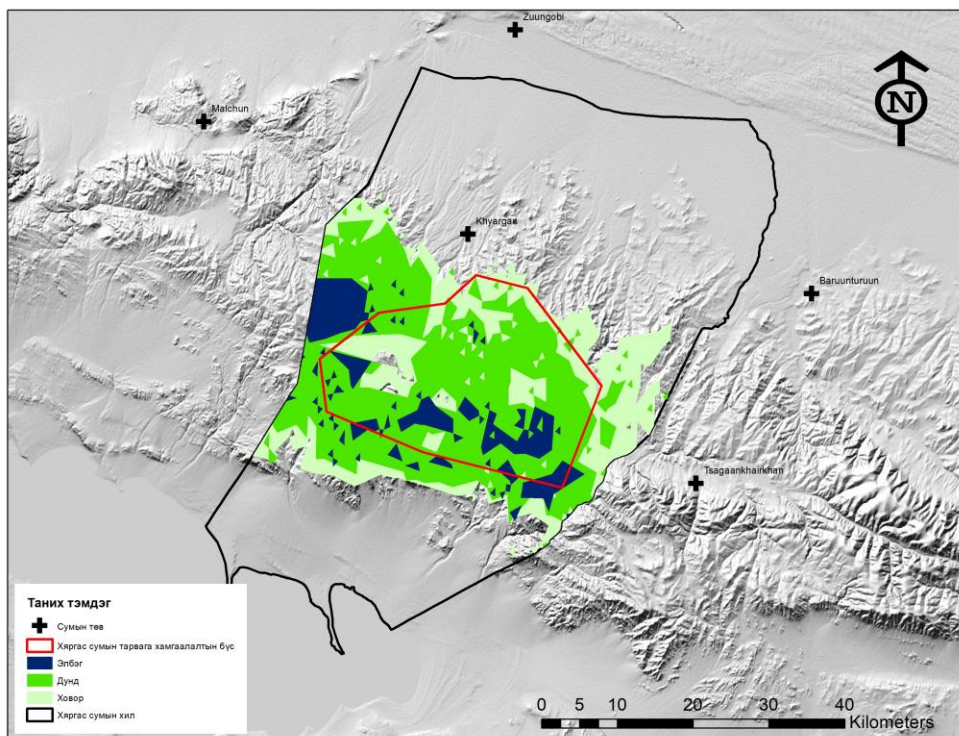 Zuungobi
Malchun
N
Khyargas
Baruunturuun
Tsagaankhairkhan
Таних тэмдэг
Сумын төв
Хяргас сумын тарвага хамгаалалтын бүс
Элбэг
Дунд
Ховор
Хяргас сумын хил
0 5 10 20 30 40
Kilometers